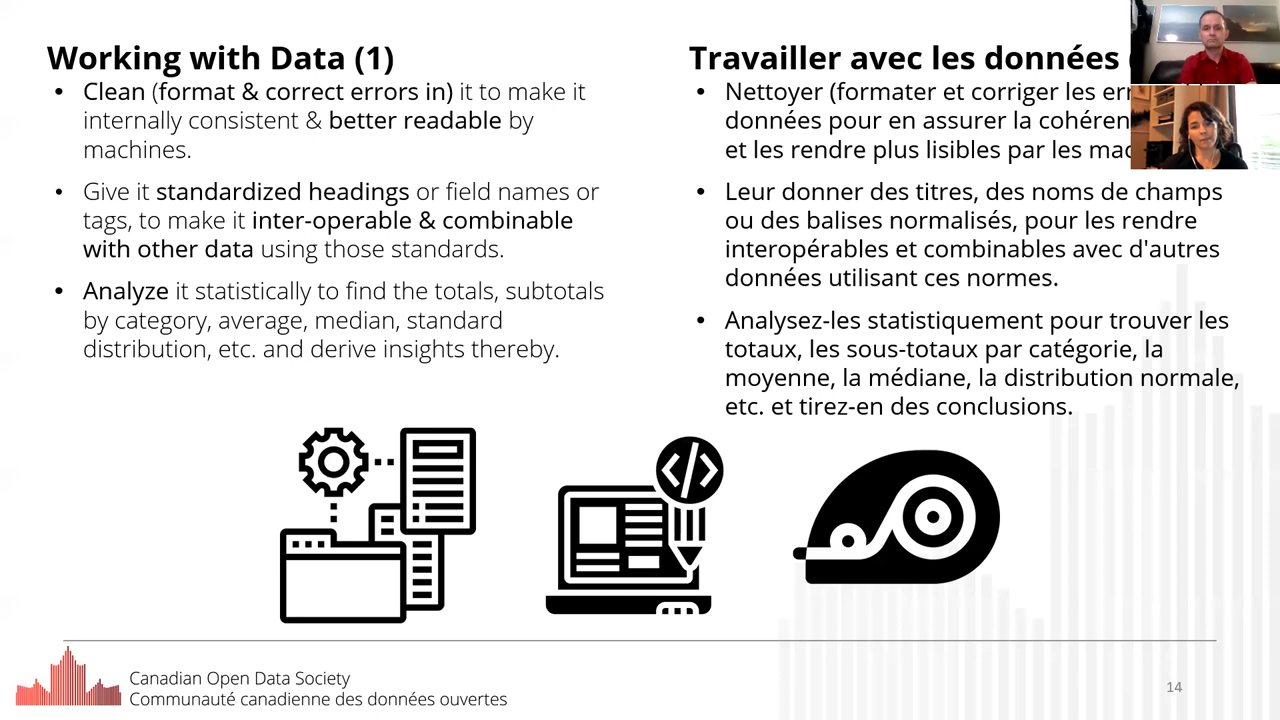 Working with Data (1)
• Clean (format & correct errors in) it to make it
internally consistent & better readable by
machines.
• Give it standardized headings or field names or
tags, to make it inter-operable & combinable
with other data using those standards.
• Analyze it statistically to find the totals, subtotals
by category, average, median, standard
distribution, etc. and derive insights thereby.
Travailler avec les données
• Nettoyer (formater et corriger les
données pour en assurer la
et les rendre plus lisibles par les
• Leur donner des titres, des noms de champs
ou des balises normalisés, pour les rendre
interopérables et combinables avec d'autres
données utilisant ces normes.
• Analysez-les statistiquement pour trouver les
totaux, les sous-totaux par catégorie, la
moyenne, la médiane, la distribution normale,
etc. et tirez-en des conclusions.
</>
Canadian Open Data Society
Communauté canadienne des données ouvertes
14